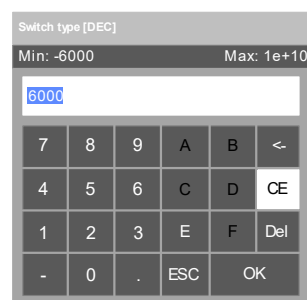 Switch type [DEC]
Min: -6000 Max: 1e+10
6000
7 8 9 A B <-
4 5 6 C D CE
1 2 3 E F Del
- 0 . ESC OK